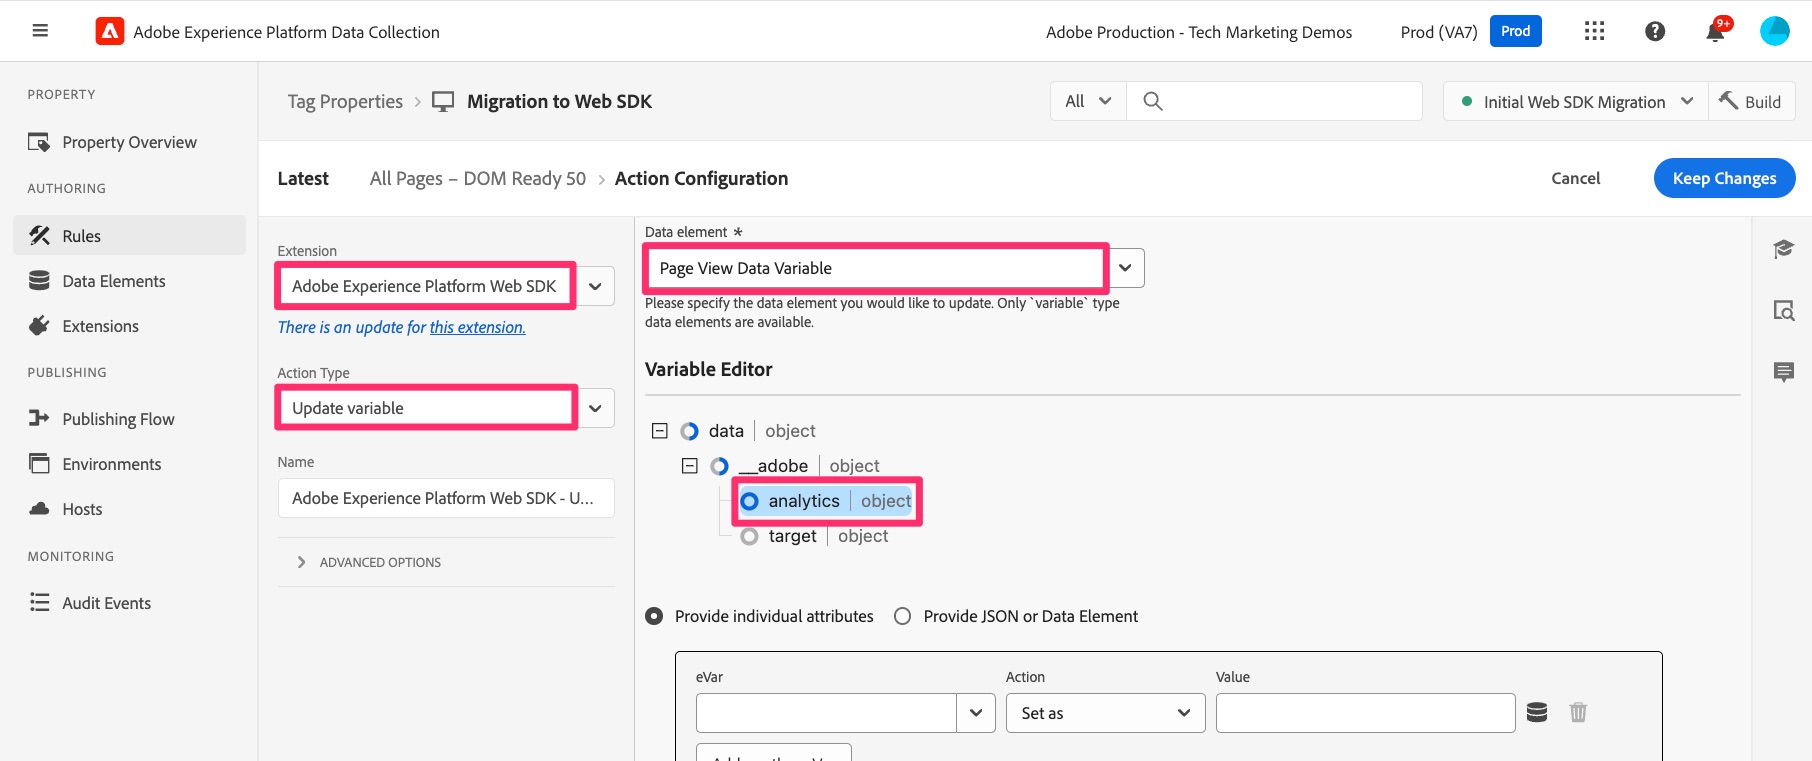 Adobe Experience Platform Data Collection
Adobe Production - Tech Marketing Demos
Prod (VA7)
Prod
9+
PROPERTY
Property Overview
AUTHORING
Rules
Data Elements
Extensions
PUBLISHING
Publishing Flow
Environments
Hosts
MONITORING
Audit Events
Tag Properties > Migration to Web SDK
All
Initial Web SDK Migration
Build
Latest
All Pages – DOM Ready 50 > Action Configuration
Cancel
Keep Changes
Extension
Adobe Experience Platform Web SDK
There is an update for this extension.
Action Type
Update variable
Name
Adobe Experience Platform Web SDK - U...
ADVANCED OPTIONS
Data element *
Page View Data Variable
Please specify the data element you would like to update. Only `variable` type
data elements are available.
Variable Editor
data | object
__adobe | object
analytics | object
target | object
Provide individual attributes
Provide JSON or Data Element
eVar
Action
Value
Set as